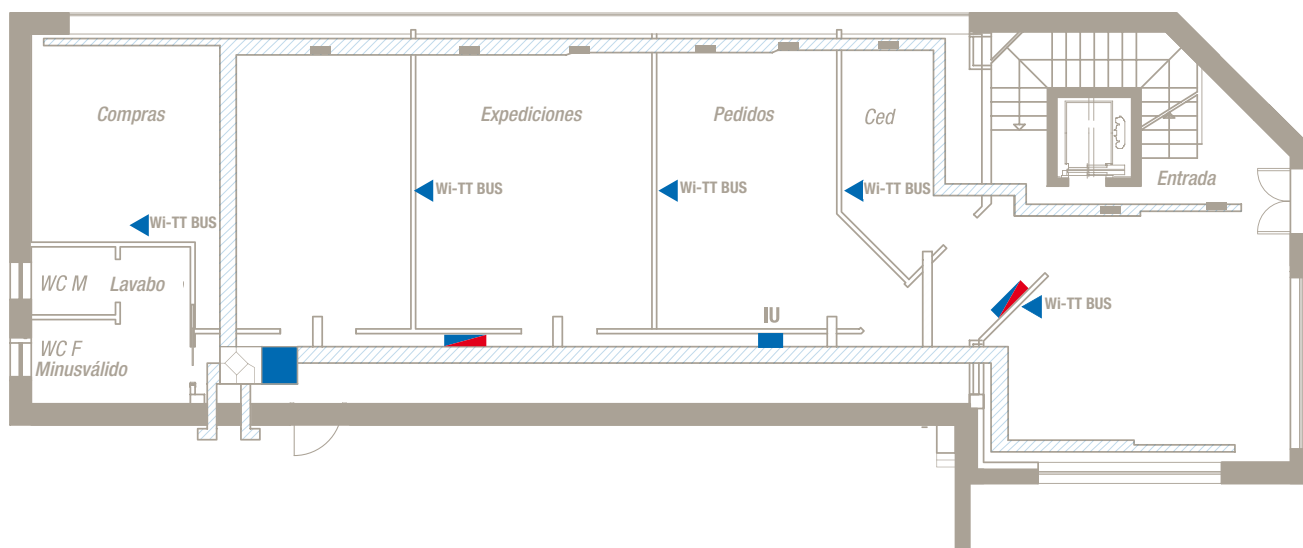 Compras
Expediciones
Pedidos
Ced
Entrada
Wi-TT BUS
Wi-TT BUS
Wi-TT BUS
Wi-TT BUS
WC M
Lavabo
Wi-TT BUS
IU
WC F
Minusválido